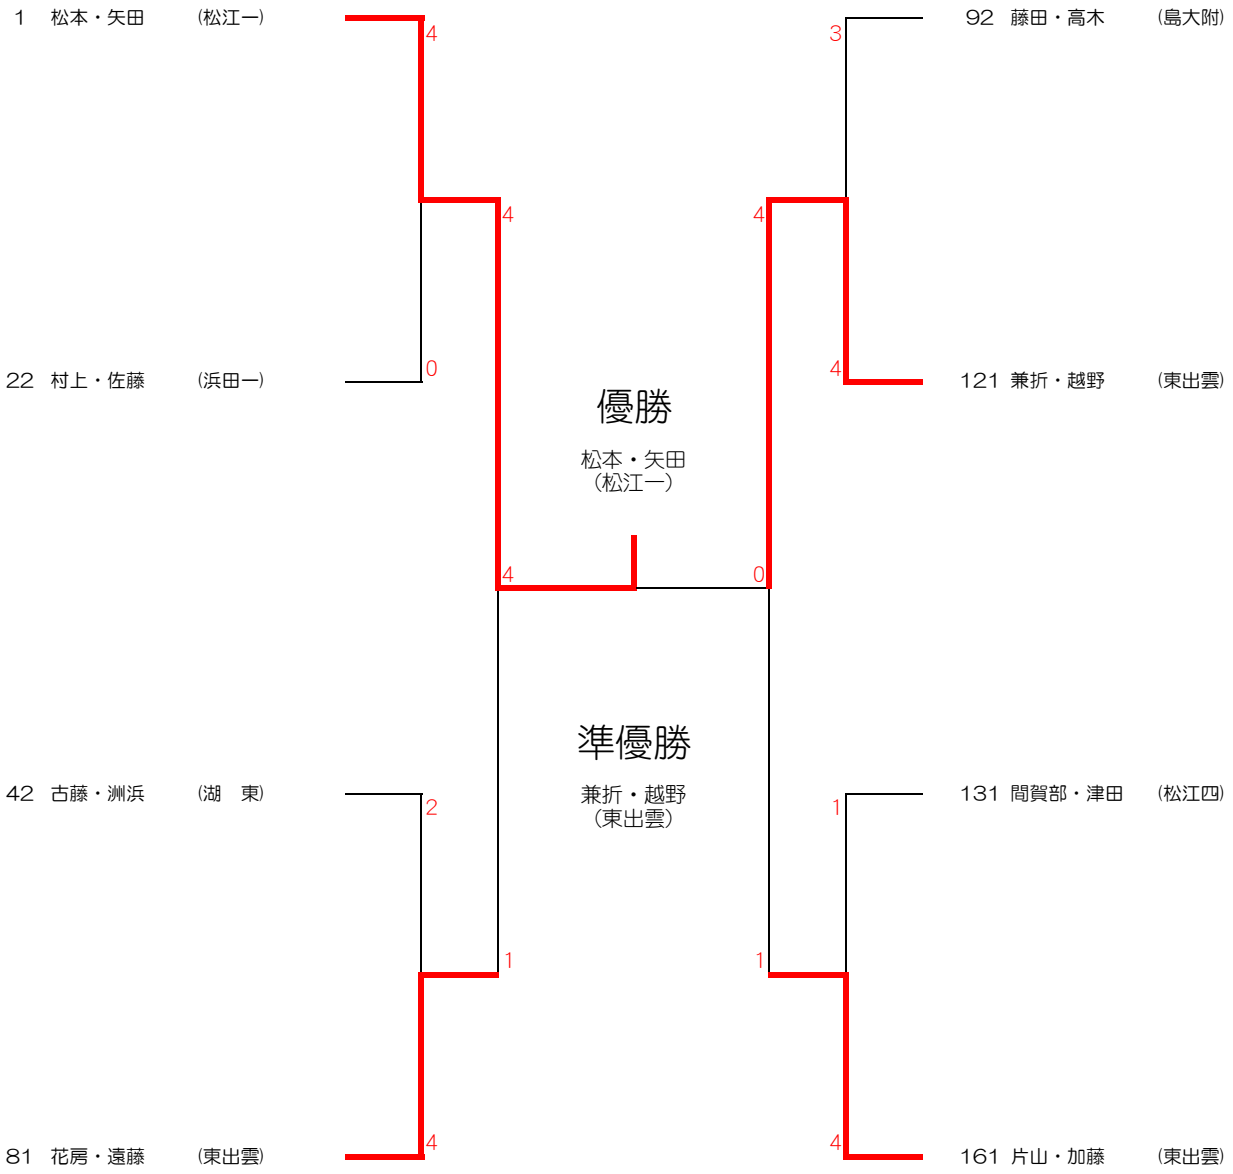 1 松本・矢田 (松江一)
4
3
92 藤田・高木 (島大附)
4
4
22 村上・佐藤 (浜田一)
0
4
121 兼折・越野 (東出雲)
優勝
松本・矢田
(松江一)
4
0
準優勝
兼折・越野
(東出雲)
42 古藤・洲浜 (湖　東)
2
1
131 間賀部・津田 (松江四)
1
1
81 花房・遠藤 (東出雲)
4
4
161 片山・加藤 (東出雲)